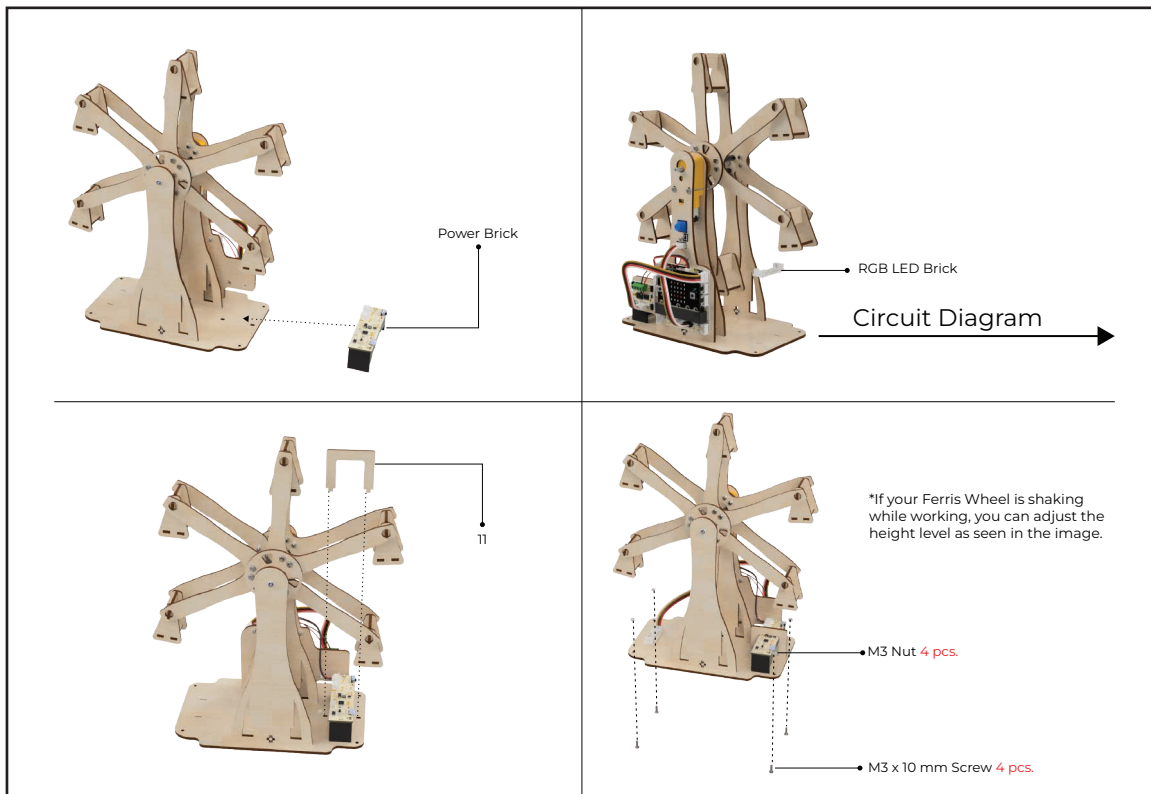 Power Brick
RGB LED Brick
Circuit Diagram
11
*If your Ferris Wheel is shaking
while working, you can adjust the
height level as seen in the image.
M3 Nut 4 pcs.
M3 x 10 mm Screw 4 pcs.